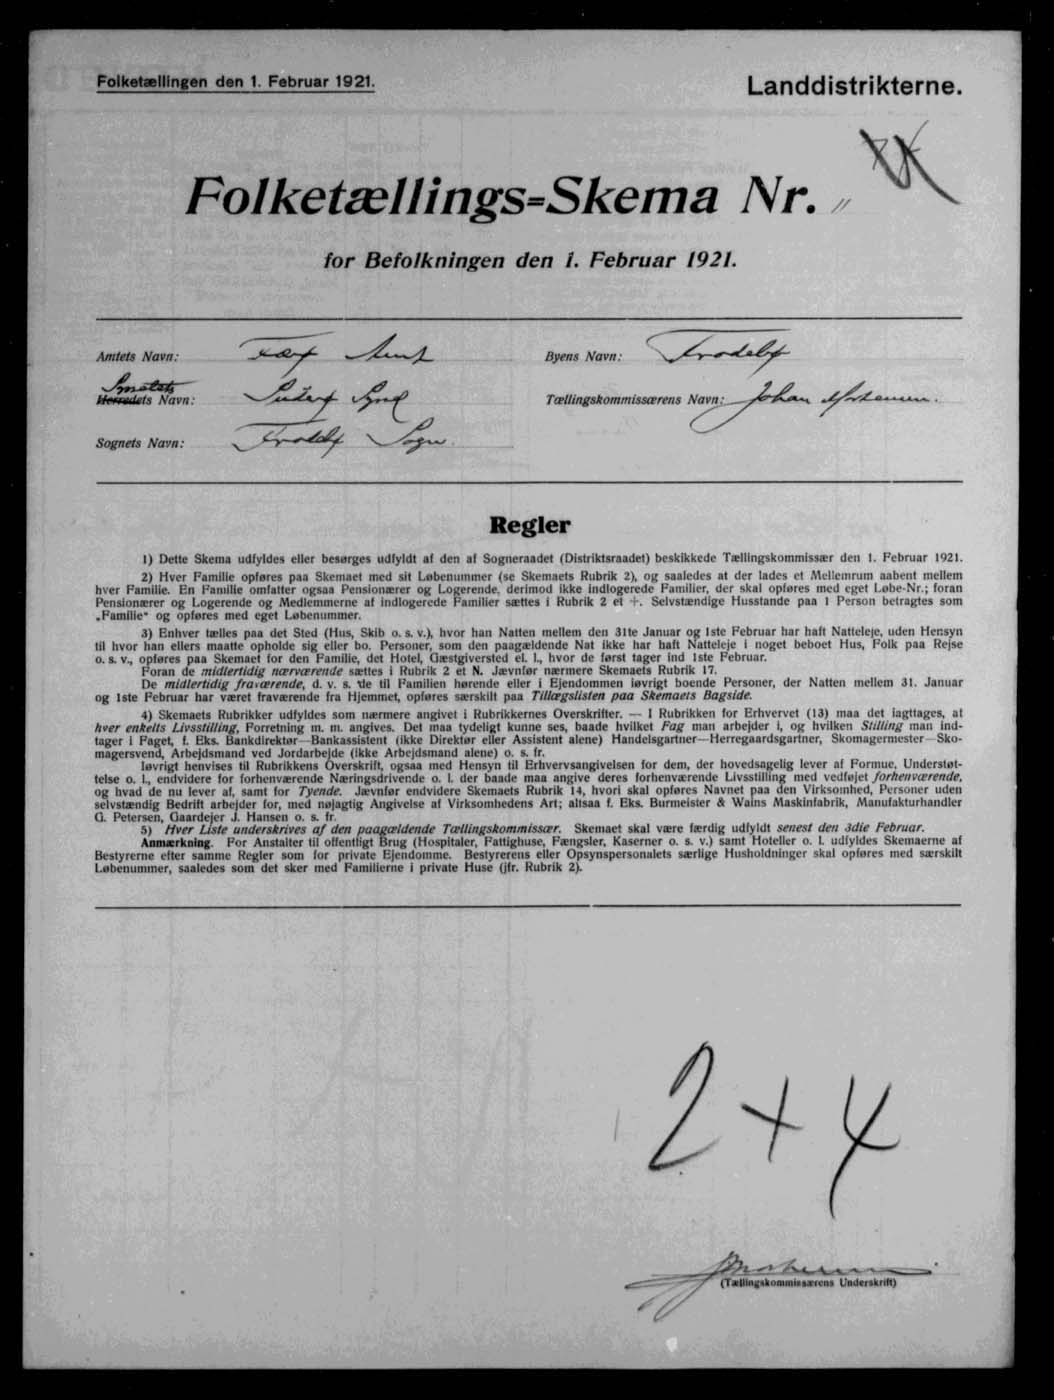 Folketællingen den 1. Februar 1921.
Landdistrikterne.
Folketællings=Skema Nr. "
for Befolkningen den 1. Februar 1921.
Amtets Navn: Færø Amt
Byens Navn: Frodebø
Syslets
Herredets Navn: Suderø Syssel
Tællingskommissærens Navn: Johan Mortensen.
Sognets Navn: Frodebø Sogn.
Regler
1) Dette Skema udfyldes eller besørges udfyldt af den af Sogneraadet (Distriktsraadet) beskikkede Tællingskommissær den 1. Februar 1921.
2) Hver Familie opføres paa Skemaet med sit Løbenummer (se Skemaets Rubrik 2), og saaledes at der lades et Mellemrum aabent mellem
hver Familie. En Familie omfatter ogsaa Pensionærer og Logerende, derimod ikke indlogerede Familier, der skal opføres med eget Løbe-Nr.; foran
Pensionærer og Logerende og Medlemmerne af indlogerede Familier sættes i Rubrik 2 et +. Selvstændige Husstande paa 1 Person betragtes som
„Familie“ og opføres med eget Løbenummer.
3) Enhver tælles paa det Sted (Hus, Skib o. s. v.), hvor han Natten mellem den 31te Januar og 1ste Februar har haft Natteleje, uden Hensyn
til hvor han ellers maatte opholde sig eller bo. Personer, som den paagældende Nat ikke har haft Natteleje i noget beboet Hus, Folk paa Rejse
o. s. v., opføres paa Skemaet for den Familie, det Hotel, Gæstgiversted el. l., hvor de først tager ind 1ste Februar.
Foran de midlertidig nærværende sættes i Rubrik 2 et N. Jævnfør nærmere Skemaets Rubrik 17.
De midlertidig fraværende, d. v. s. de til Familien hørende eller i Ejendommen iøvrigt boende Personer, der Natten mellem 31. Januar
og 1ste Februar har været fraværende fra Hjemmet, opføres særskilt paa Tillægslisten paa Skemaets Bagside.
4) Skemaets Rubrikker udfyldes som nærmere angivet i Rubrikkernes Overskrifter. — I Rubrikken for Erhvervet (13) maa det iagttages, at
hver enkelts Livsstilling, Forretning m. m. angives. Det maa tydeligt kunne ses, baade hvilket Fag man arbejder i, og hvilken Stilling man ind-
tager i Faget, f. Eks. Bankdirektør—Bankassistent (ikke Direktør eller Assistent alene) Handelsgartner—Herregaardsgartner, Skomagermester—Sko-
magersvend, Arbejdsmand ved Jordarbejde (ikke Arbejdsmand alene) o. s. fr.
Iøvrigt henvises til Rubrikkens Overskrift, ogsaa med Hensyn til Erhvervsangivelsen for dem, der hovedsagelig lever af Formue, Understøt-
telse o. l., endvidere for forhenværende Næringsdrivende o. l. der baade maa angive deres forhenværende Livsstilling med vedføjet forhenværende,
og hvad de nu lever af, samt for Tyende. Jævnfør endvidere Skemaets Rubrik 14, hvori skal opføres Navnet paa den Virksomhed, Personer uden
selvstændig Bedrift arbejder for, med nøjagtig Angivelse af Virksomhedens Art; altsaa f. Eks. Burmeister & Wains Maskinfabrik, Manufakturhandler
G. Petersen, Gaardejer J. Hansen o. s. fr.
5) Hver Liste underskrives af den paagældende Tællingskommissær. Skemaet skal være færdig udfyldt senest den 3die Februar.
Anmærkning. For Anstalter til offentligt Brug (Hospitaler, Fattighuse, Fængsler, Kaserner o. s. v.) samt Hoteller o. l. udfyldes Skemaerne af
Bestyrerne efter samme Regler som for private Ejendomme. Bestyrerens eller Opsynspersonalets særlige Husholdninger skal opføres med særskilt
Løbenummer, saaledes som det sker med Familierne i private Huse (jfr. Rubrik 2).
2 + 4
JMortensen
(Tællingskommissærens Underskrift)